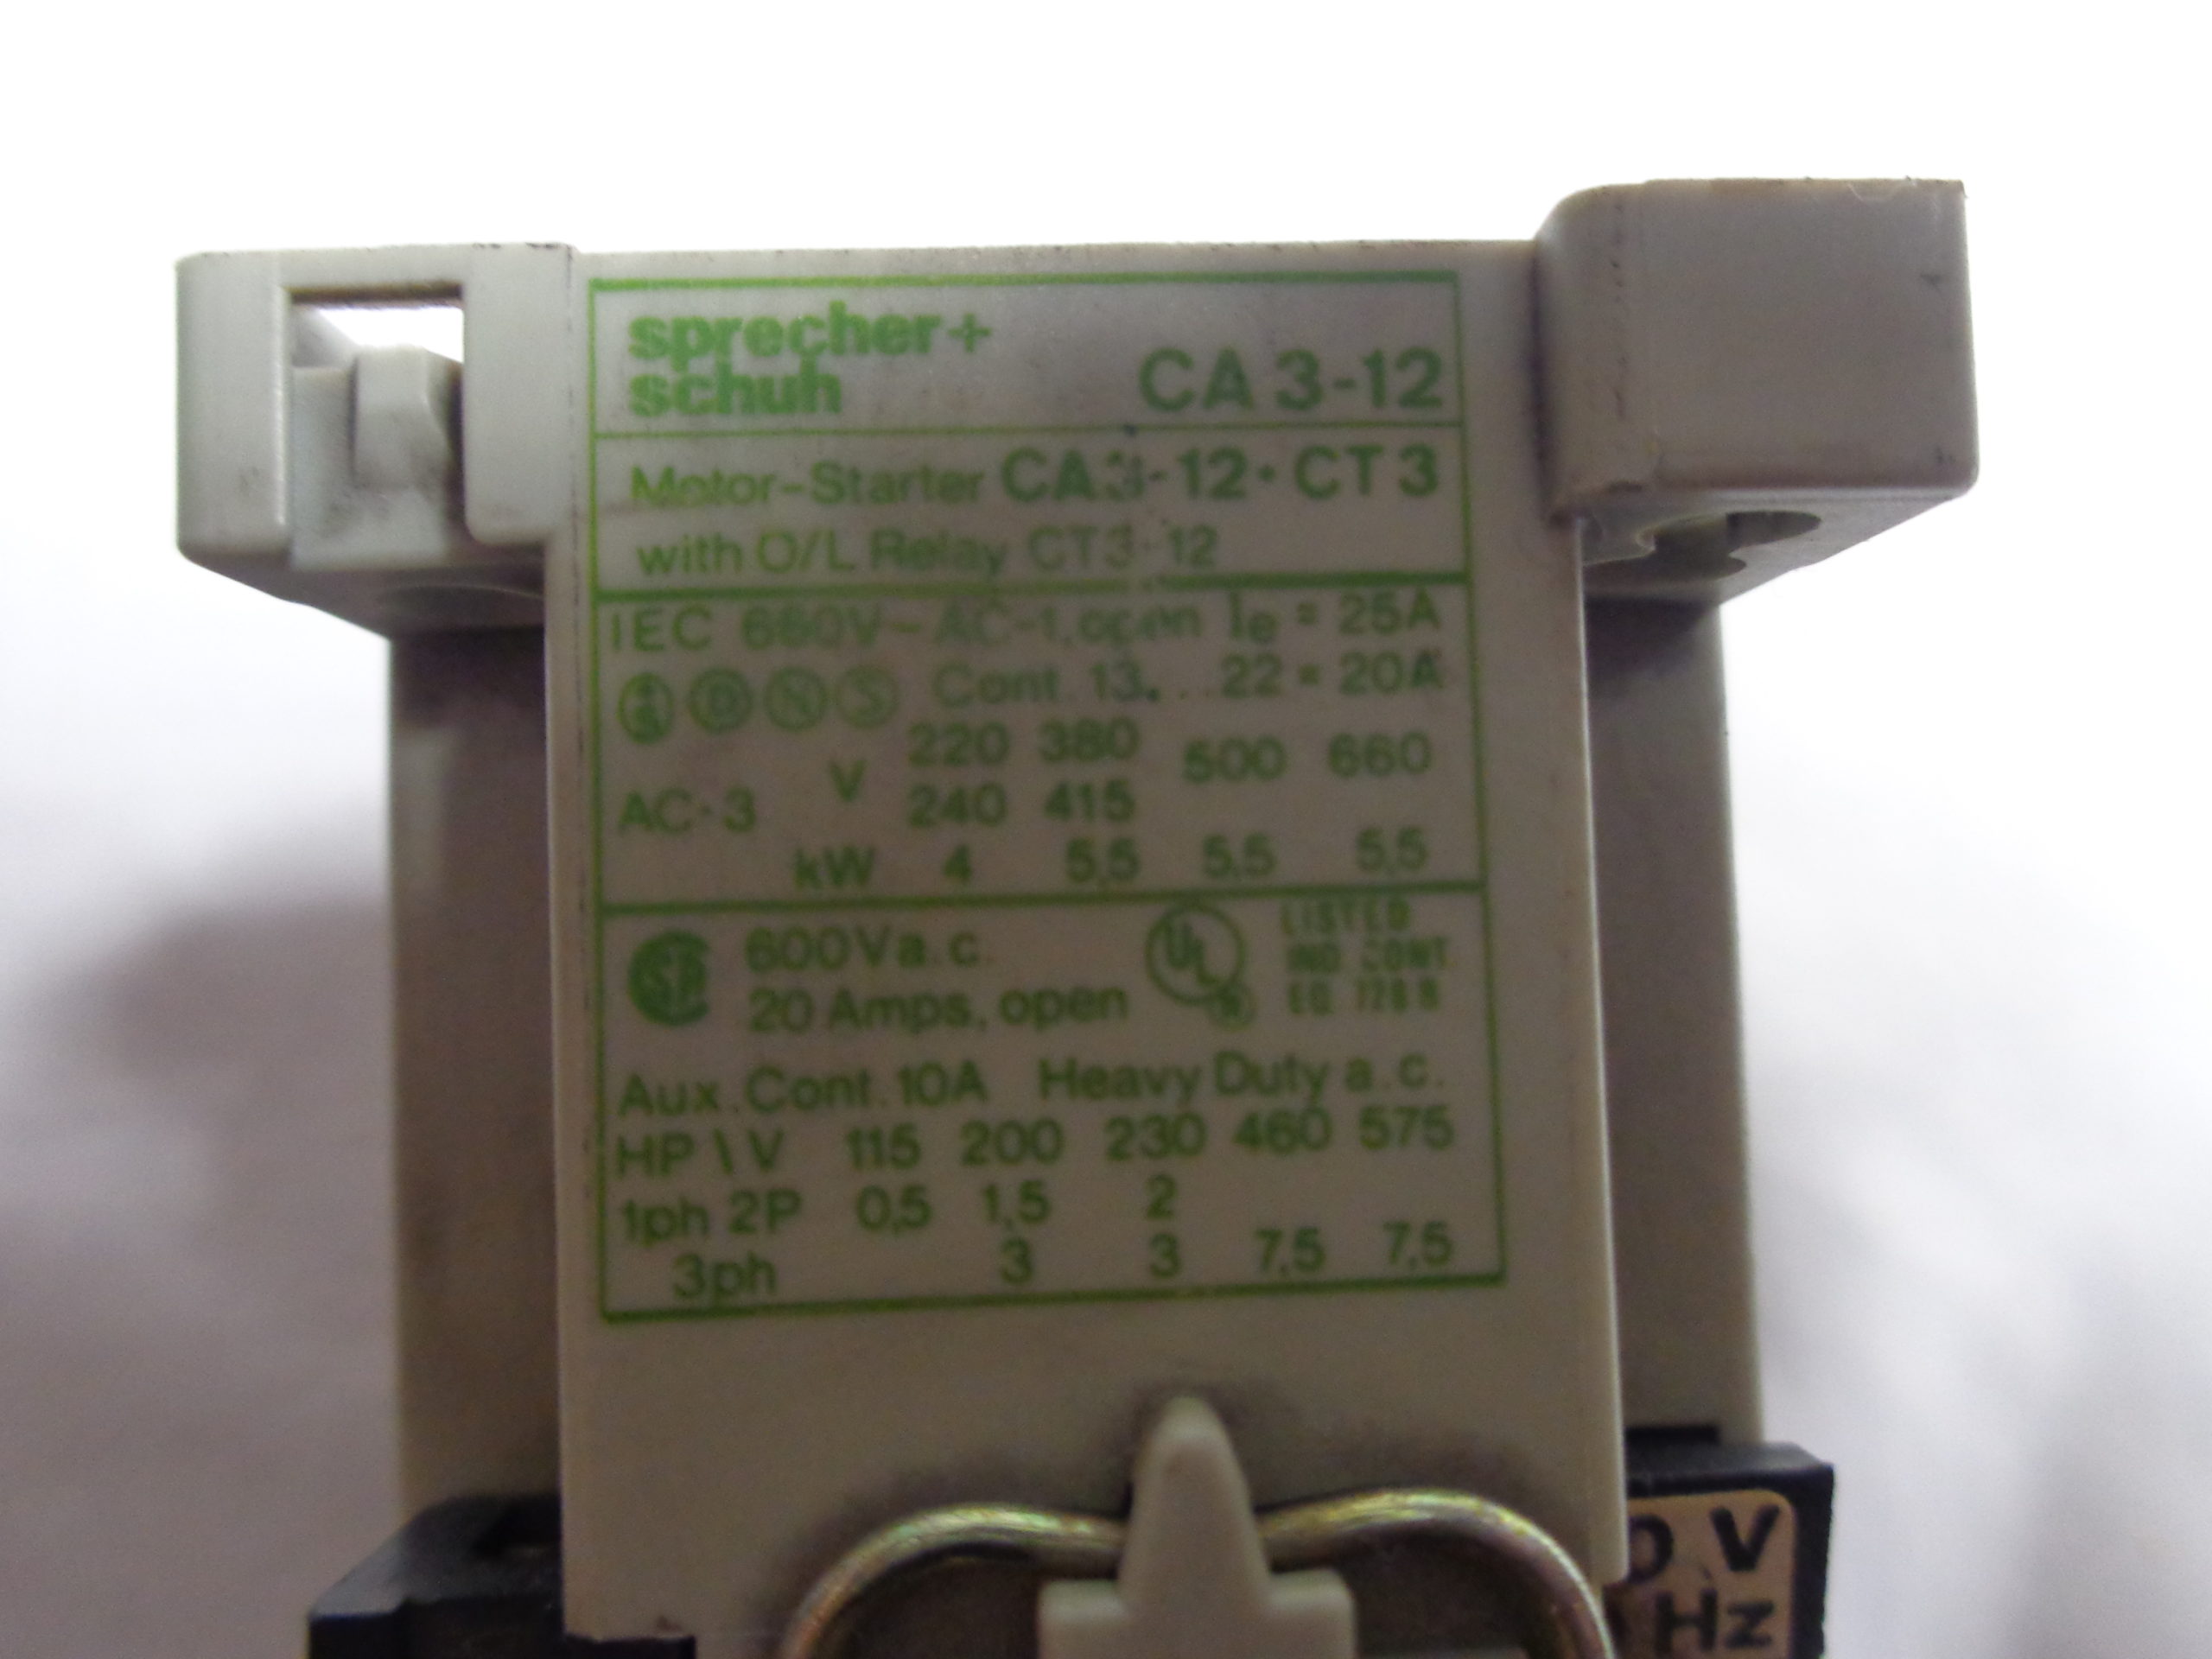 sprecher+
schuh
CA 3-12
Motor-Starter CA3-12·CT3
with O/L Relay CT3-12
IEC 660V~ AC-1, open Ie = 25A
D N S Cont. 13...22 = 20A
220 380
V 500 660
AC-3 240 415
kW 4 5,5 5,5 5,5
600V a.c.
20 Amps, open
UL
LISTED
IND. CONT.
EQ.
Aux. Cont. 10A Heavy Duty a.c.
HP\V 115 200 230 460 575
1ph 2P 0,5 1,5 2
3ph 3 3 7,5 7,5
V
Hz